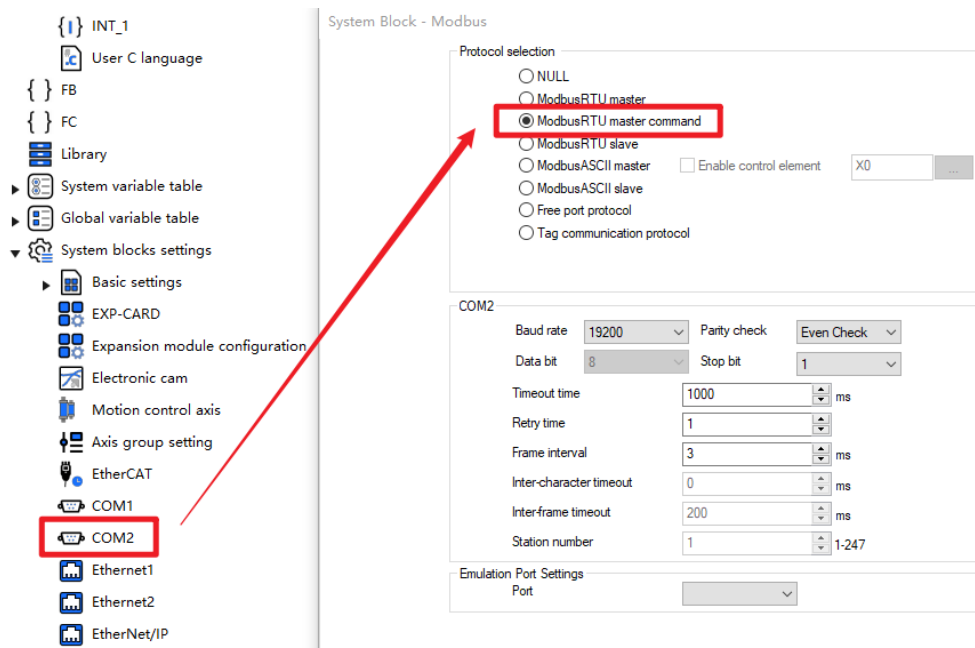 INT_1
User C language
FB
FC
Library
System variable table
Global variable table
System blocks settings
Basic settings
EXP-CARD
Expansion module configuration
Electronic cam
Motion control axis
Axis group setting
EtherCAT
COM1
COM2
Ethernet1
Ethernet2
EtherNet/IP
System Block - Modbus
Protocol selection
NULL
ModbusRTU master
ModbusRTU master command
ModbusRTU slave
ModbusASCII master Enable control element X0 ...
ModbusASCII slave
Free port protocol
Tag communication protocol
COM2
Baud rate 19200 Parity check Even Check
Data bit 8 Stop bit 1
Timeout time 1000 ms
Retry time 1
Frame interval 3 ms
Inter-character timeout 0 ms
Inter-frame timeout 200 ms
Station number 1 1-247
Emulation Port Settings
Port